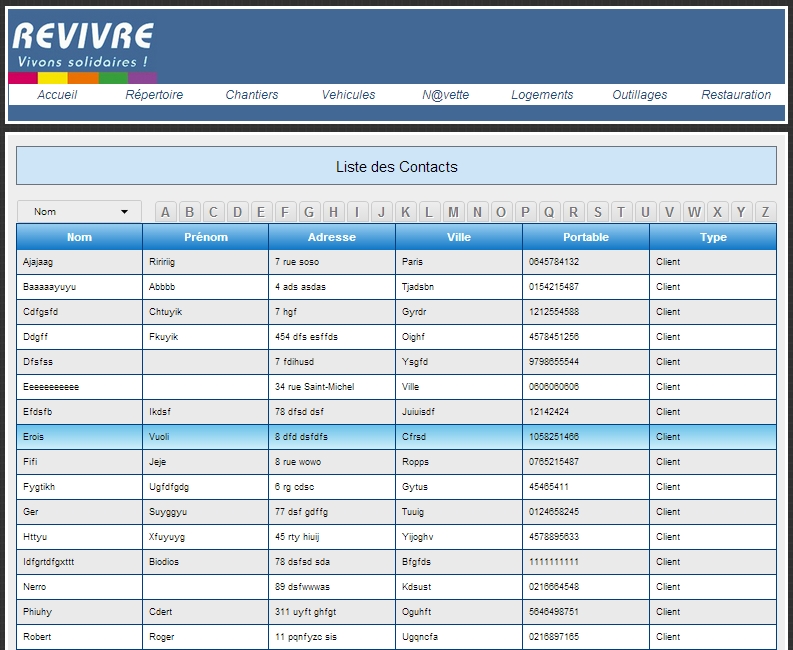 REVIVRE
Vivons solidaires !
Accueil Répertoire Chantiers Vehicules N@vette Logements Outillages Restauration
Liste des Contacts
Nom A B C D E F G H I J K L M N O P Q R S T U V W X Y Z
Nom Prénom Adresse Ville Portable Type
Ajajaag Riririig 7 rue soso Paris 0645784132 Client
Baaaaayuyu Abbbb 4 ads asdas Tjadsbn 0154215487 Client
Cdfgsfd Chtuyik 7 hgf Gyrdr 1212554588 Client
Ddgff Fkuyik 454 dfs esffds Oighf 4578451256 Client
Dfsfss 7 fdihusd Ysgfd 9798655544 Client
Eeeeeeeeeee 34 rue Saint-Michel Ville 0606060606 Client
Efdsfb Ikdsf 78 dfsd dsf Juiuisdf 12142424 Client
Erois Vuoli 8 dfd dsfdfs Cfrsd 1058251466 Client
Fifi Jeje 8 rue wowo Ropps 0765215487 Client
Fygtikh Ugfdfgdg 6 rg cdsc Gytus 45465411 Client
Ger Suyggyu 77 dsf gdffg Tuuig 0124658245 Client
Httyu Xfuyuyg 45 rty hiuij Yijoghv 4578895633 Client
Idfgrtdfgxttt Biodios 78 dsfsd sda Bfgfds 1111111111 Client
Nerro 89 dsfwwwas Kdsust 0216664548 Client
Phiuhy Cdert 311 uyft ghfgt Oguhft 5646498751 Client
Robert Roger 11 pqnfyzc sis Ugqncfa 0216897165 Client